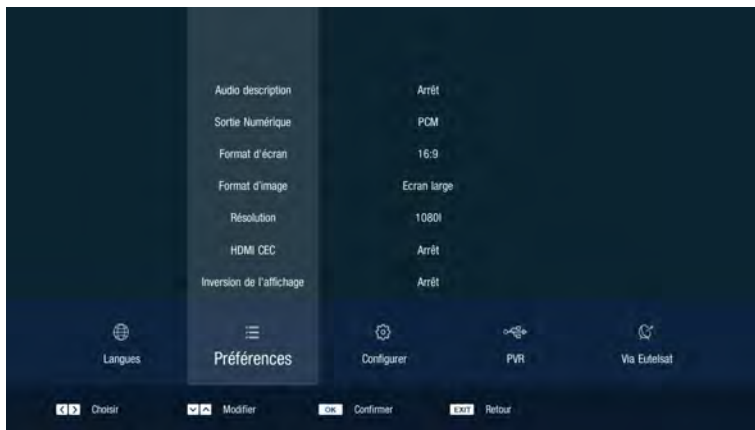 Audio description Arrêt
Sortie Numérique PCM
Format d'écran 16:9
Format d'image Ecran large
Résolution 1080I
HDMI CEC Arrêt
Inversion de l'affichage Arrêt
Langues Préférences Configurer PVR Via Eutelsat
< > Choisir ∨ ∧ Modifier OK Confirmer EXIT Retour